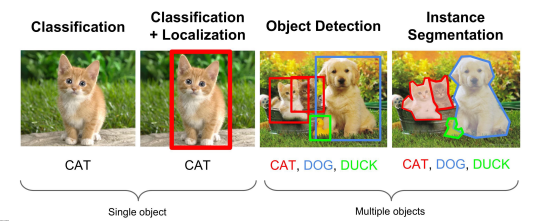 Classification
Classification
+ Localization
Object Detection
Instance
Segmentation
CAT
CAT
CAT, DOG, DUCK
CAT, DOG, DUCK
Single object
Multiple objects